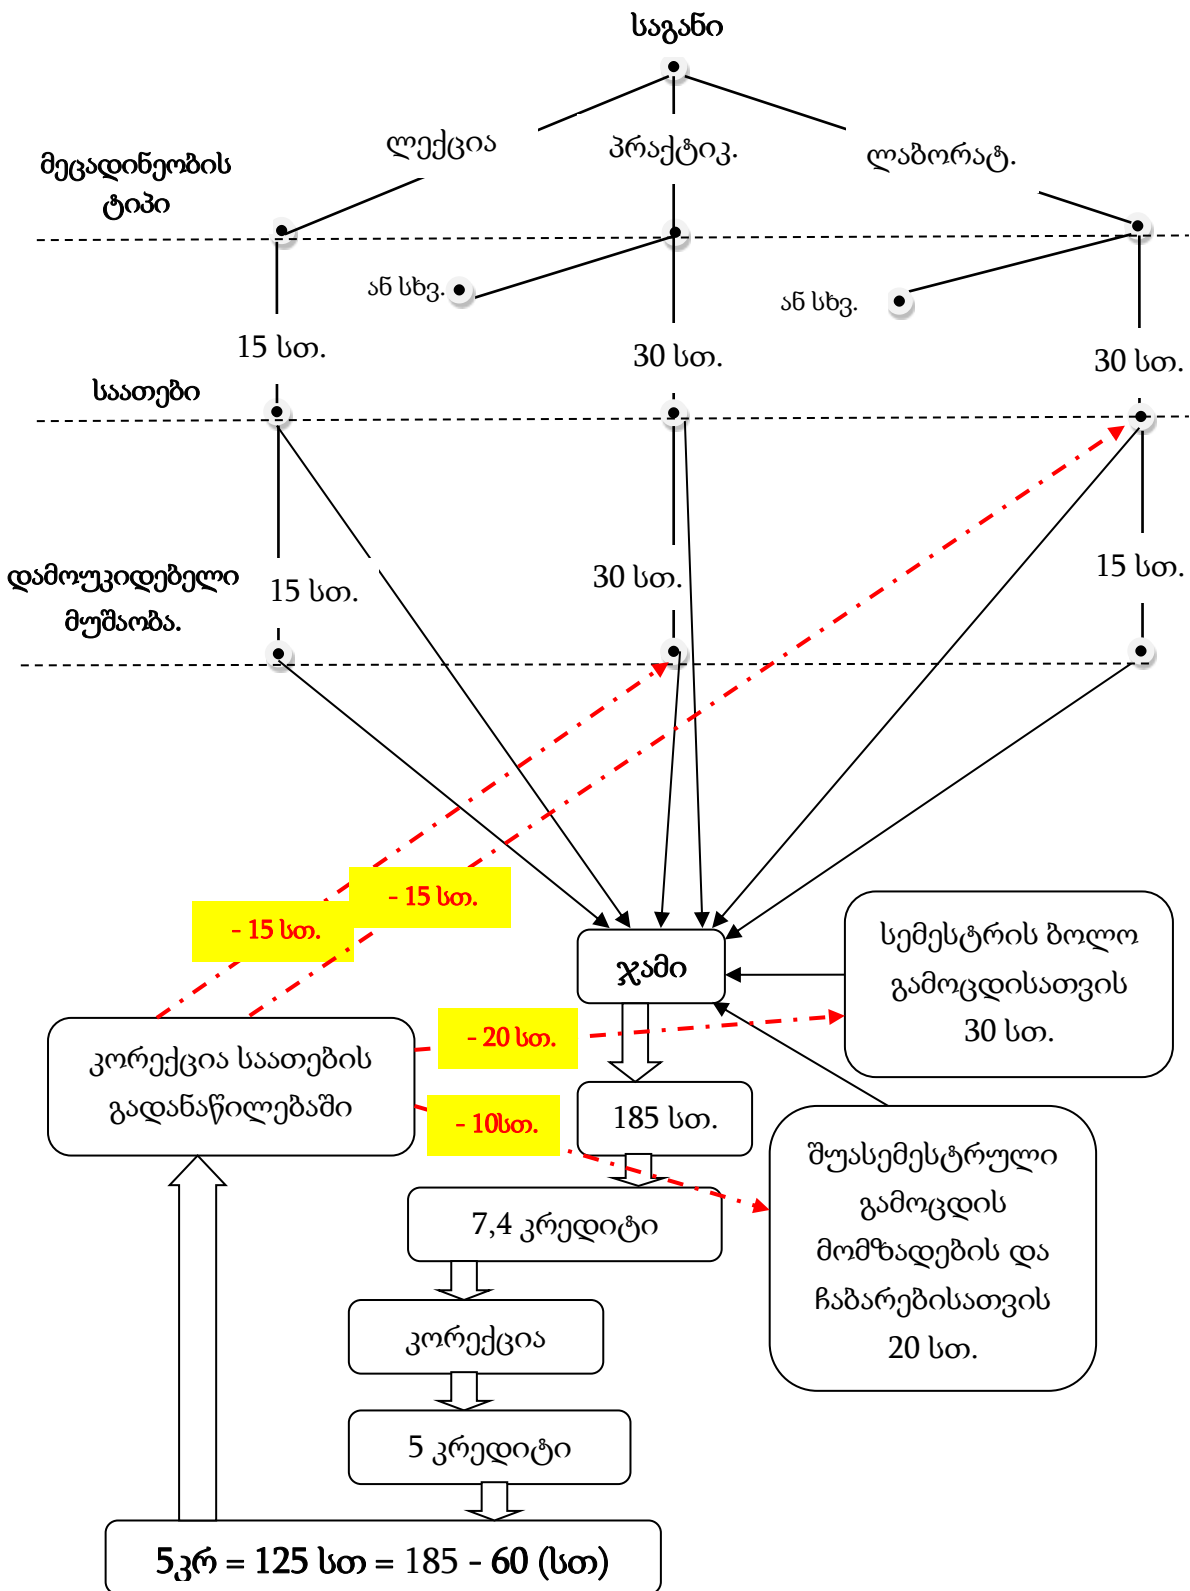 საგანი
ლექცია
პრაქტიკ.
ლაბორატ.
მეცადინეობის
ტიპი
ან სხვ.
ან სხვ.
15 სთ.
30 სთ.
30 სთ.
საათები
დამოუკიდებელი
მუშაობა.
15 სთ.
30 სთ.
15 სთ.
- 15 სთ.
- 15 სთ.
ჯამი
სემესტრის ბოლო
გამოცდისათვის
30 სთ.
- 20 სთ.
კორექცია საათების
გადანაწილებაში
- 10სთ.
185 სთ.
შუასემესტრული
გამოცდის
მომზადების და
ჩაბარებისათვის
20 სთ.
7,4 კრედიტი
კორექცია
5 კრედიტი
5კრ = 125 სთ = 185 - 60 (სთ)